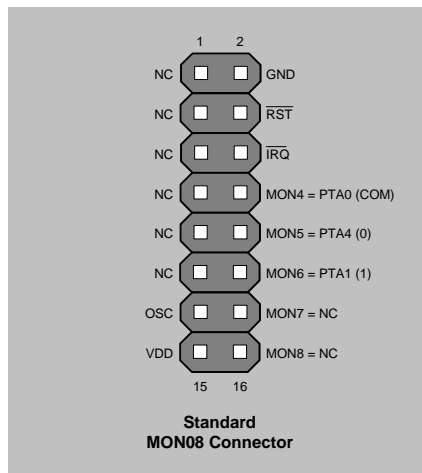 1 2
NC GND
NC RST
NC IRQ
NC MON4 = PTA0 (COM)
NC MON5 = PTA4 (0)
NC MON6 = PTA1 (1)
OSC MON7 = NC
VDD MON8 = NC
15 16
Standard
MON08 Connector